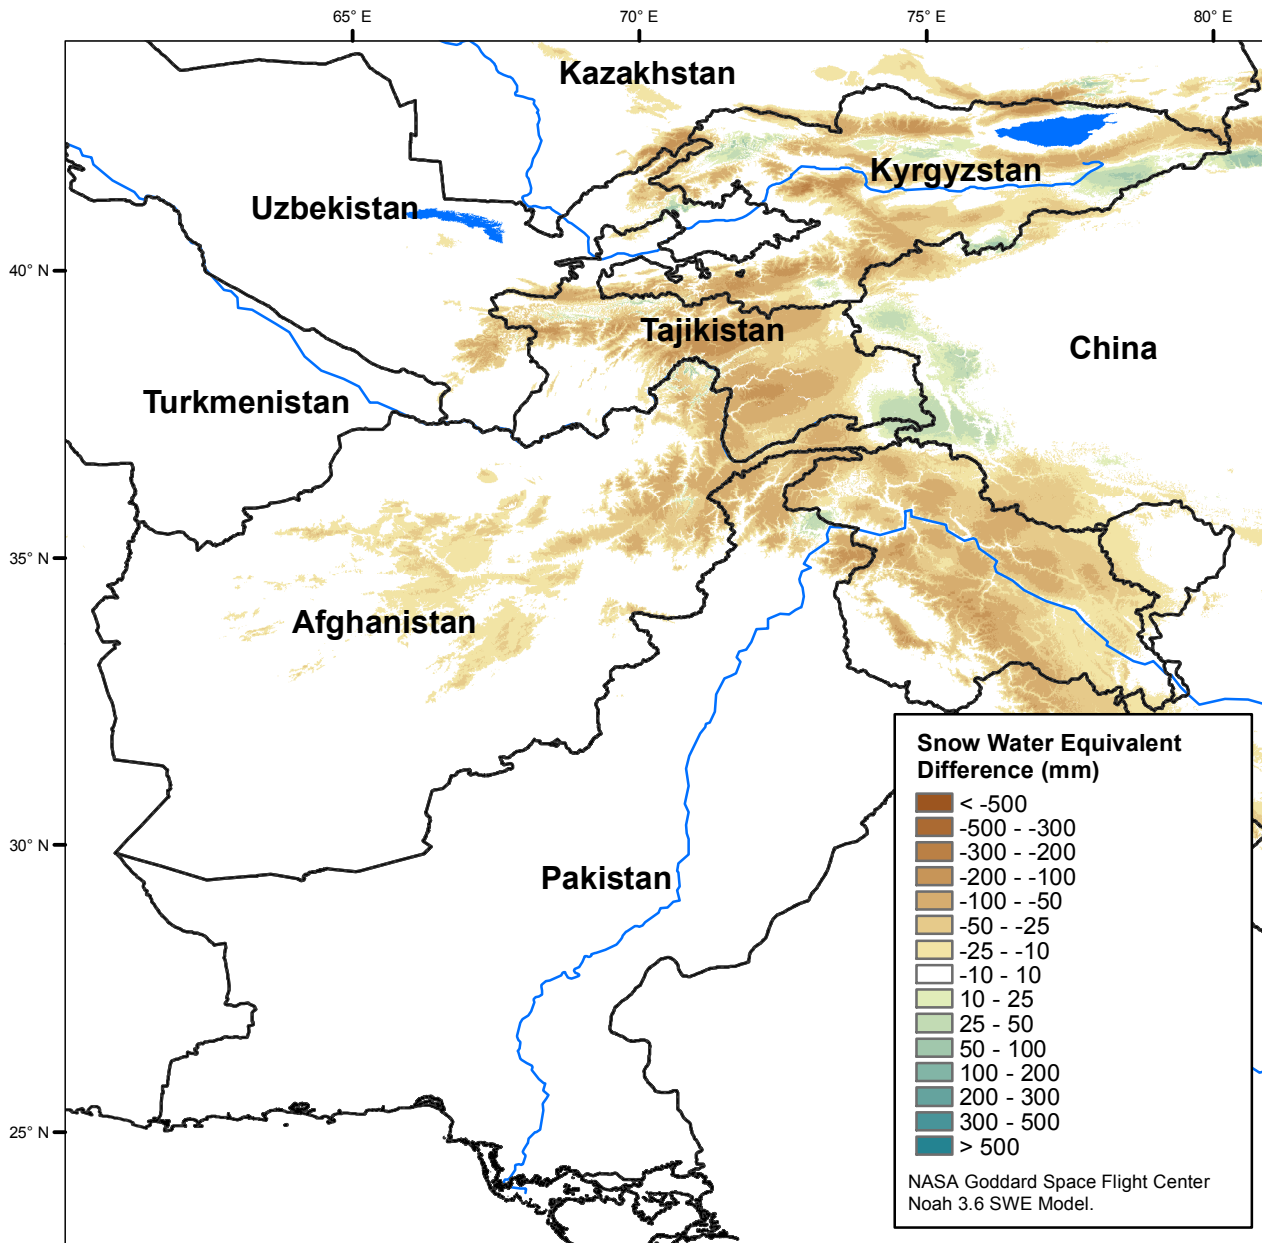 65° E
70° E
75° E
80° E
Kazakhstan
Kyrgyzstan
Uzbekistan
40° N
Tajikistan
China
Turkmenistan
35° N
Afghanistan
Snow Water Equivalent
Difference (mm)
< -500
-500 - -300
-300 - -200
-200 - -100
-100 - -50
-50 - -25
-25 - -10
-10 - 10
10 - 25
25 - 50
50 - 100
100 - 200
200 - 300
300 - 500
> 500
NASA Goddard Space Flight Center
Noah 3.6 SWE Model.
30° N
Pakistan
25° N